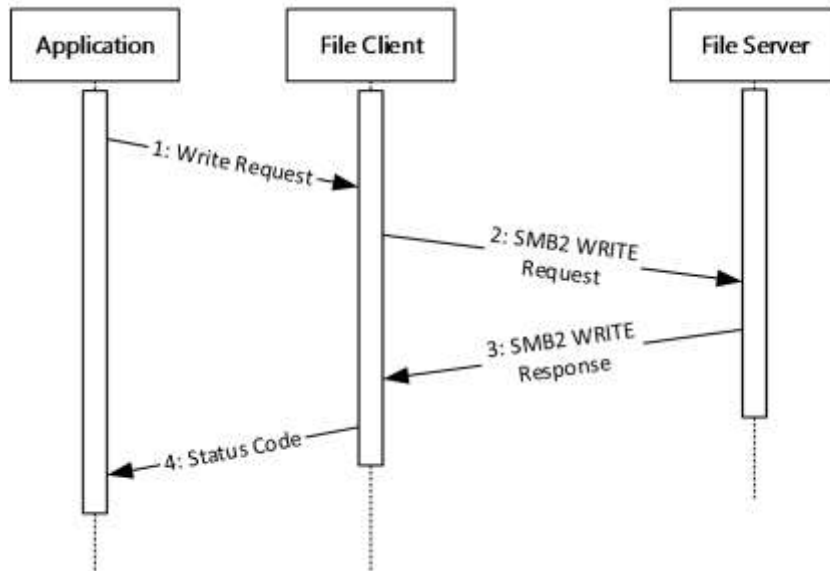 Application
File Client
File Server
1: Write Request
2: SMB2 WRITE
Request
3: SMB2 WRITE
Response
4: Status Code